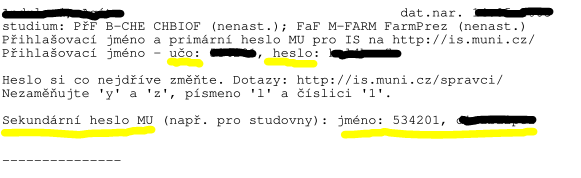 dat.nar.
studium: PřF B-CHE CHBIOF (nenast.); FaF M-FARM FarmPrez (nenast.)
Přihlašovací jméno a primární heslo MU pro IS na http://is.muni.cz/
Přihlašovací jméno - učo: , heslo:
Heslo si co nejdříve změňte. Dotazy: http://is.muni.cz/spravci/
Nezaměňujte 'y' a 'z', písmeno 'l' a číslici '1'.
Sekundární heslo MU (např. pro studovny): jméno: 534201,
---------------